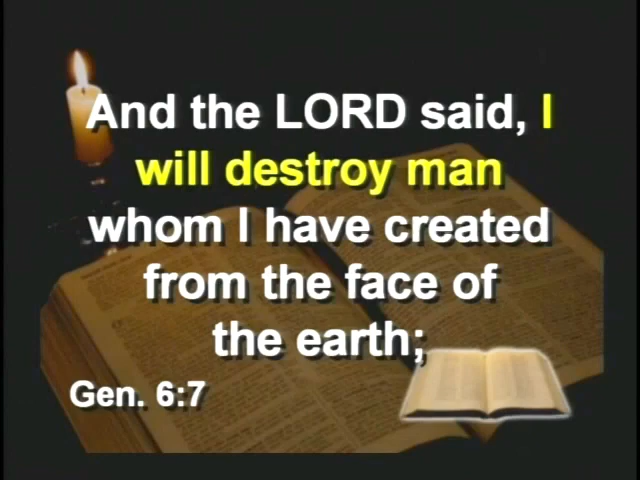 And the LORD said, I
will destroy man
whom I have created
from the face of
the earth;
Gen. 6:7